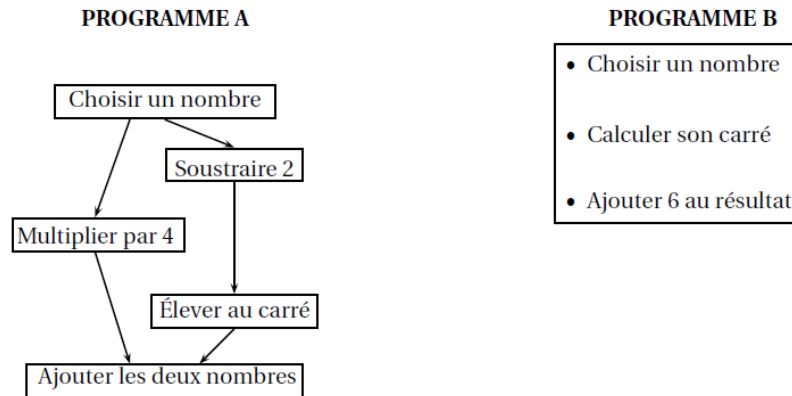 PROGRAMME A
Choisir un nombre
Soustraire 2
Multiplier par 4
Élever au carré
Ajouter les deux nombres
PROGRAMME B
• Choisir un nombre
• Calculer son carré
• Ajouter 6 au résultat